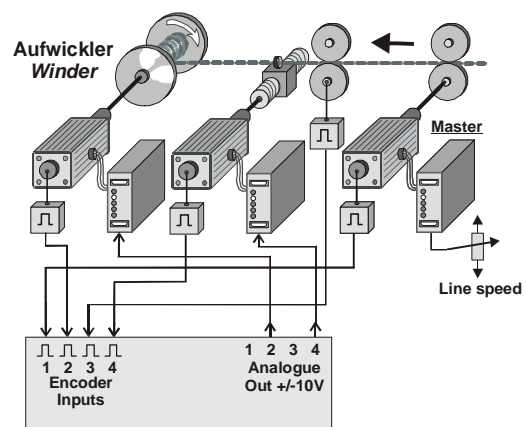 Aufwickler
Winder
Master
Line speed
1 2 3 4
Encoder
Inputs
1 2 3 4
Analogue
Out +/-10V